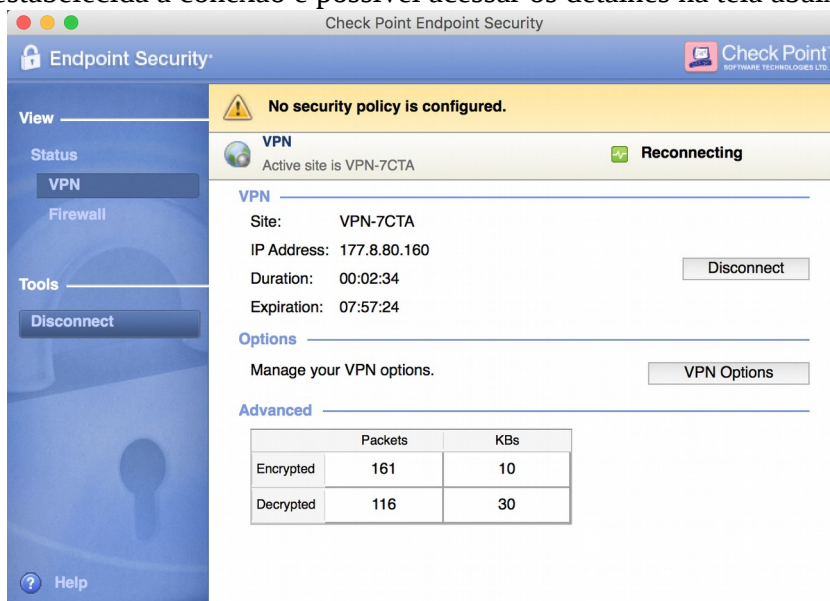 estabelecida a conexão é possível acessar os detalhes na tela
Check Point Endpoint Security
Endpoint Security
Check Point
SOFTWARE TECHNOLOGIES LTD.
View
Status
VPN
Firewall
Tools
Disconnect
Help
No security policy is configured.
VPN
Active site is VPN-7CTA
Reconnecting
VPN
Site: VPN-7CTA
IP Address: 177.8.80.160
Duration: 00:02:34
Expiration: 07:57:24
Disconnect
Options
Manage your VPN options.
VPN Options
Advanced
Packets KBs
Encrypted 161 10
Decrypted 116 30